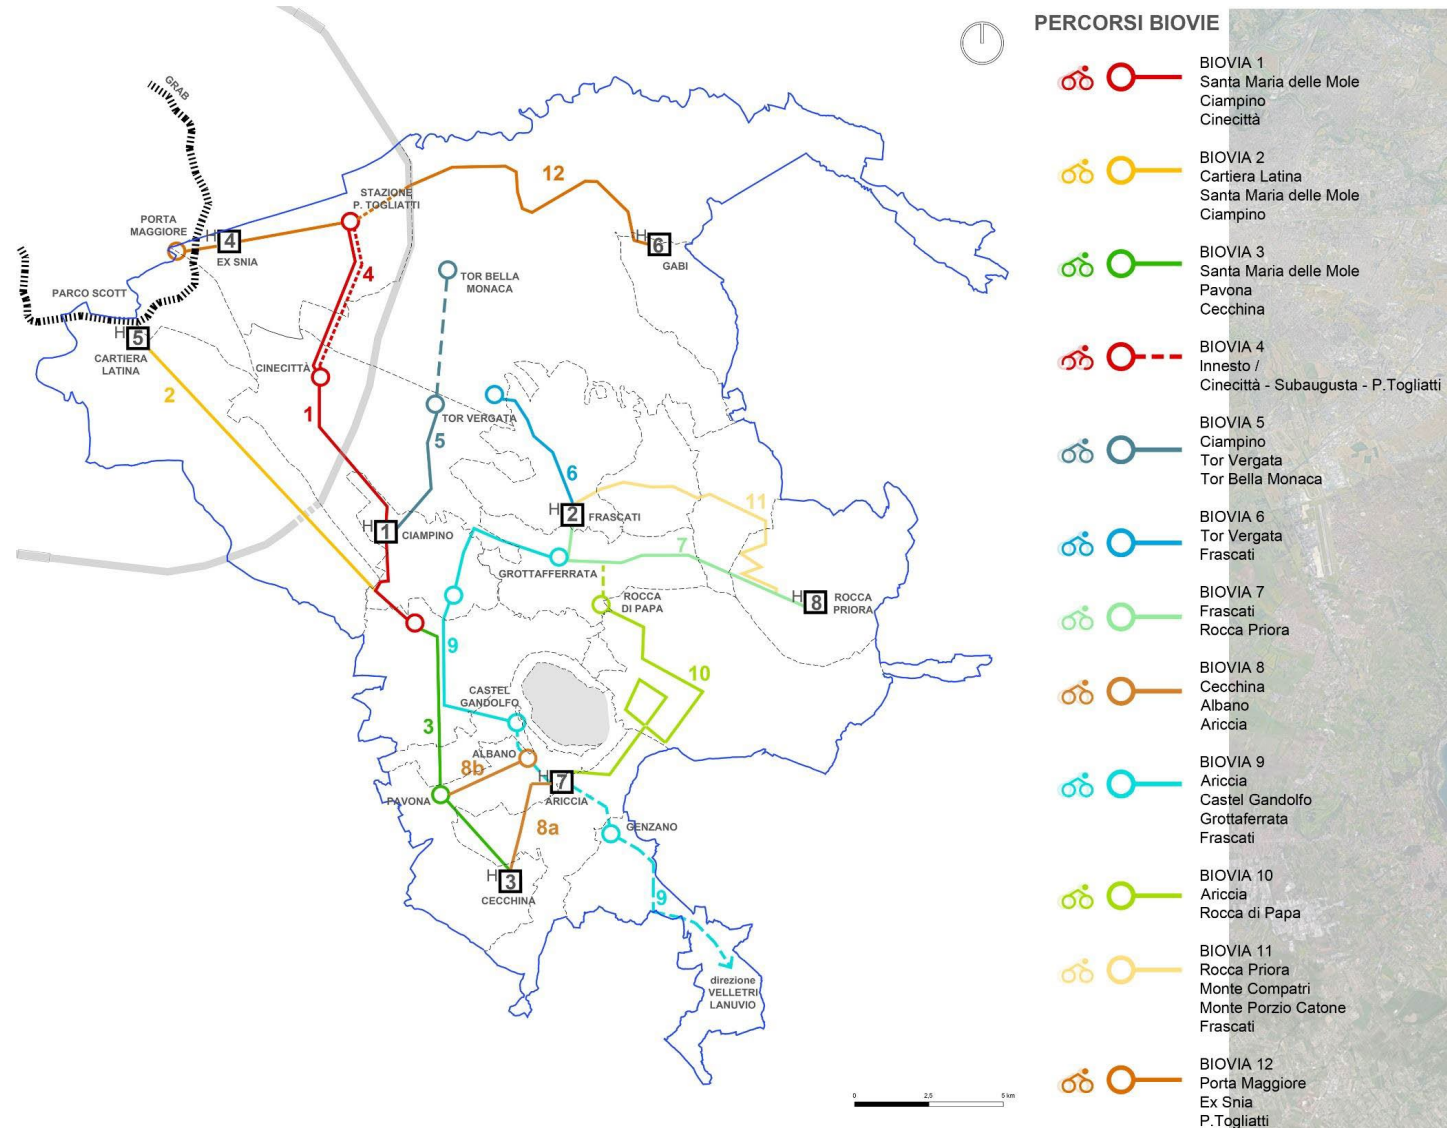 GRAB
STAZIONE
P. TOGLIATTI
12
PORTA
MAGGIORE
H 4
EX SNIA
H 6
GABI
4
TOR BELLA
MONACA
PARCO SCOTT
H 5
CARTIERA
LATINA
CINECITTÀ
2
1
TOR VERGATA
5
6
11
H 2
FRASCATI
H 1
CIAMPINO
7
GROTTAFFERRATA
ROCCA
DI PAPA
H 8
ROCCA
PRIORA
9
10
CASTEL
GANDOLFO
3
ALBANO
8b
H 7
ARICCIA
PAVONA
8a
GENZANO
H 3
CECCHINA
9
direzione
VELLETRI
LANUVIO
0 2,5 5 km
PERCORSI BIOVIE
BIOVIA 1
Santa Maria delle Mole
Ciampino
Cinecittà
BIOVIA 2
Cartiera Latina
Santa Maria delle Mole
Ciampino
BIOVIA 3
Santa Maria delle Mole
Pavona
Cecchina
BIOVIA 4
Innesto /
Cinecittà - Subaugusta - P.Togliatti
BIOVIA 5
Ciampino
Tor Vergata
Tor Bella Monaca
BIOVIA 6
Tor Vergata
Frascati
BIOVIA 7
Frascati
Rocca Priora
BIOVIA 8
Cecchina
Albano
Ariccia
BIOVIA 9
Ariccia
Castel Gandolfo
Grottaferrata
Frascati
BIOVIA 10
Ariccia
Rocca di Papa
BIOVIA 11
Rocca Priora
Monte Compatri
Monte Porzio Catone
Frascati
BIOVIA 12
Porta Maggiore
Ex Snia
P.Togliatti